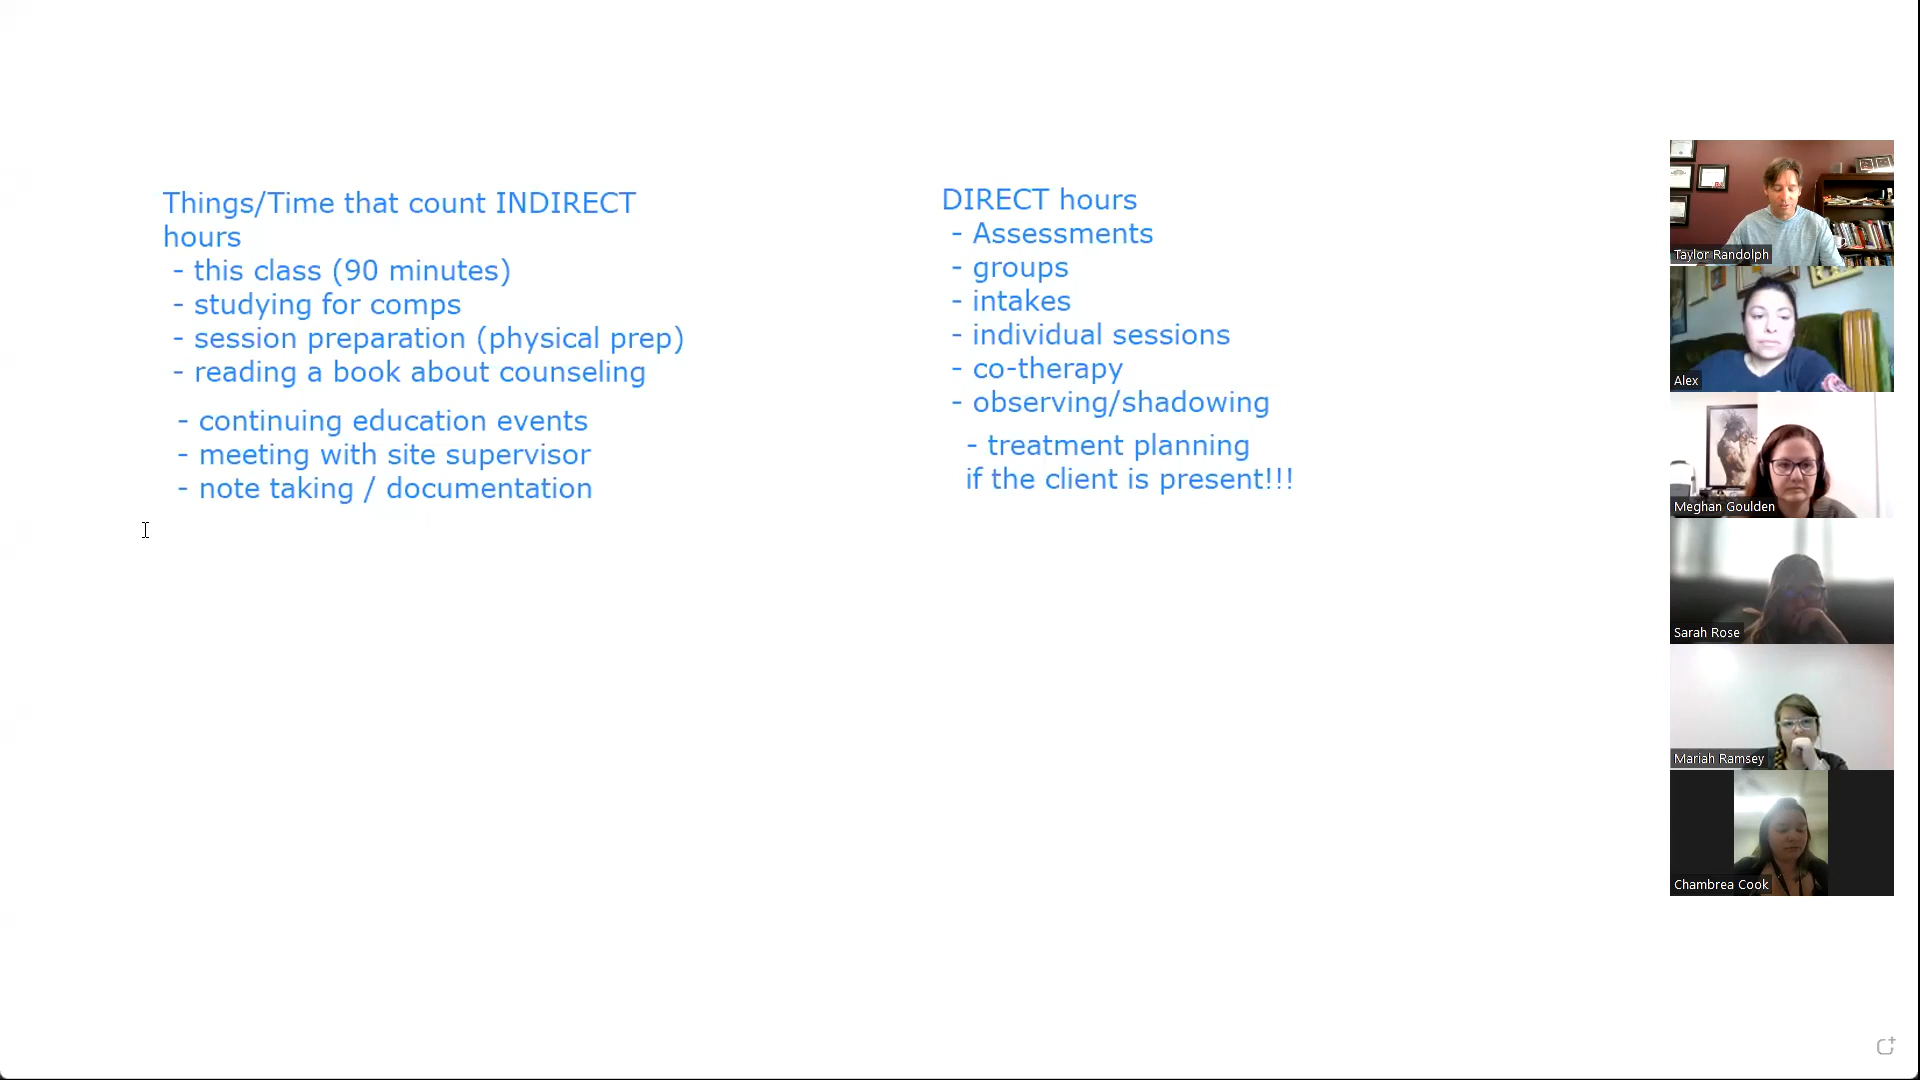 Things/Time that count INDIRECT
hours
- this class (90 minutes)
- studying for comps
- session preparation (physical prep)
- reading a book about counseling
- continuing education events
- meeting with site supervisor
- note taking / documentation
DIRECT hours
- Assessments
- groups
- intakes
- individual sessions
- co-therapy
- observing/shadowing
- treatment planning
if the client is present!!!
Taylor Randolph
Alex
Meghan Goulden
Sarah Rose
Mariah Ramsey
Chambrea Cook